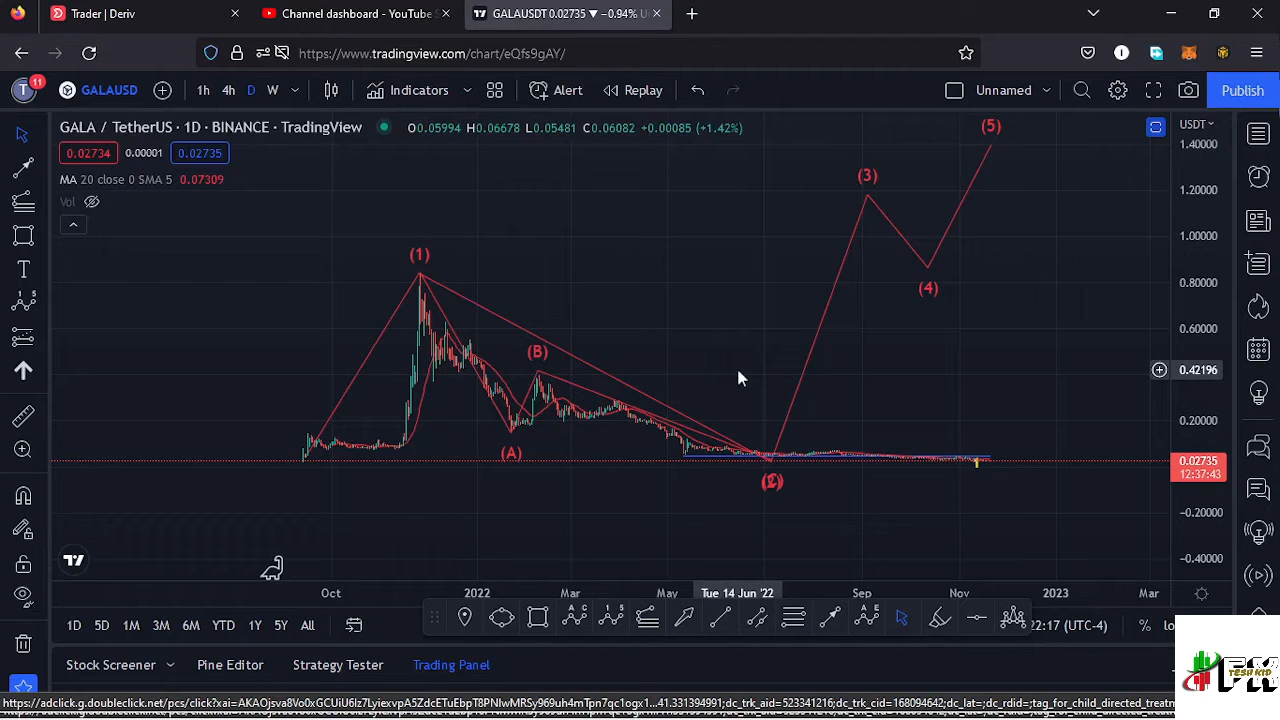 Trader | Deriv
Channel dashboard - YouTube S
GALAUSDT 0.02735 ▼ −0.94% U
https://www.tradingview.com/chart/eQfs9gAY/
T
11
GALAUSD
1h
4h
D
W
Indicators
Alert
Replay
Unnamed
Publish
GALA / TetherUS · 1D · BINANCE · TradingView
O0.05994 H0.06678 L0.05481 C0.06082 +0.00085 (+1.42%)
USDT
0.02734
0.00001
0.02735
MA 20 close 0 SMA 5 0.07309
Vol
(5)
1.40000
(3)
1.20000
1.00000
(1)
(4)
0.80000
0.60000
(B)
0.42196
0.20000
(A)
0.02735
12:37:43
−0.20000
−0.40000
Oct
2022
Mar
May
Tue 14 Jun '22
Sep
Nov
2023
Mar
1D
5D
1M
3M
6M
YTD
1Y
5Y
All
22:17 (UTC-4)
%
lo
Stock Screener
Pine Editor
Strategy Tester
Trading Panel
TESH KID